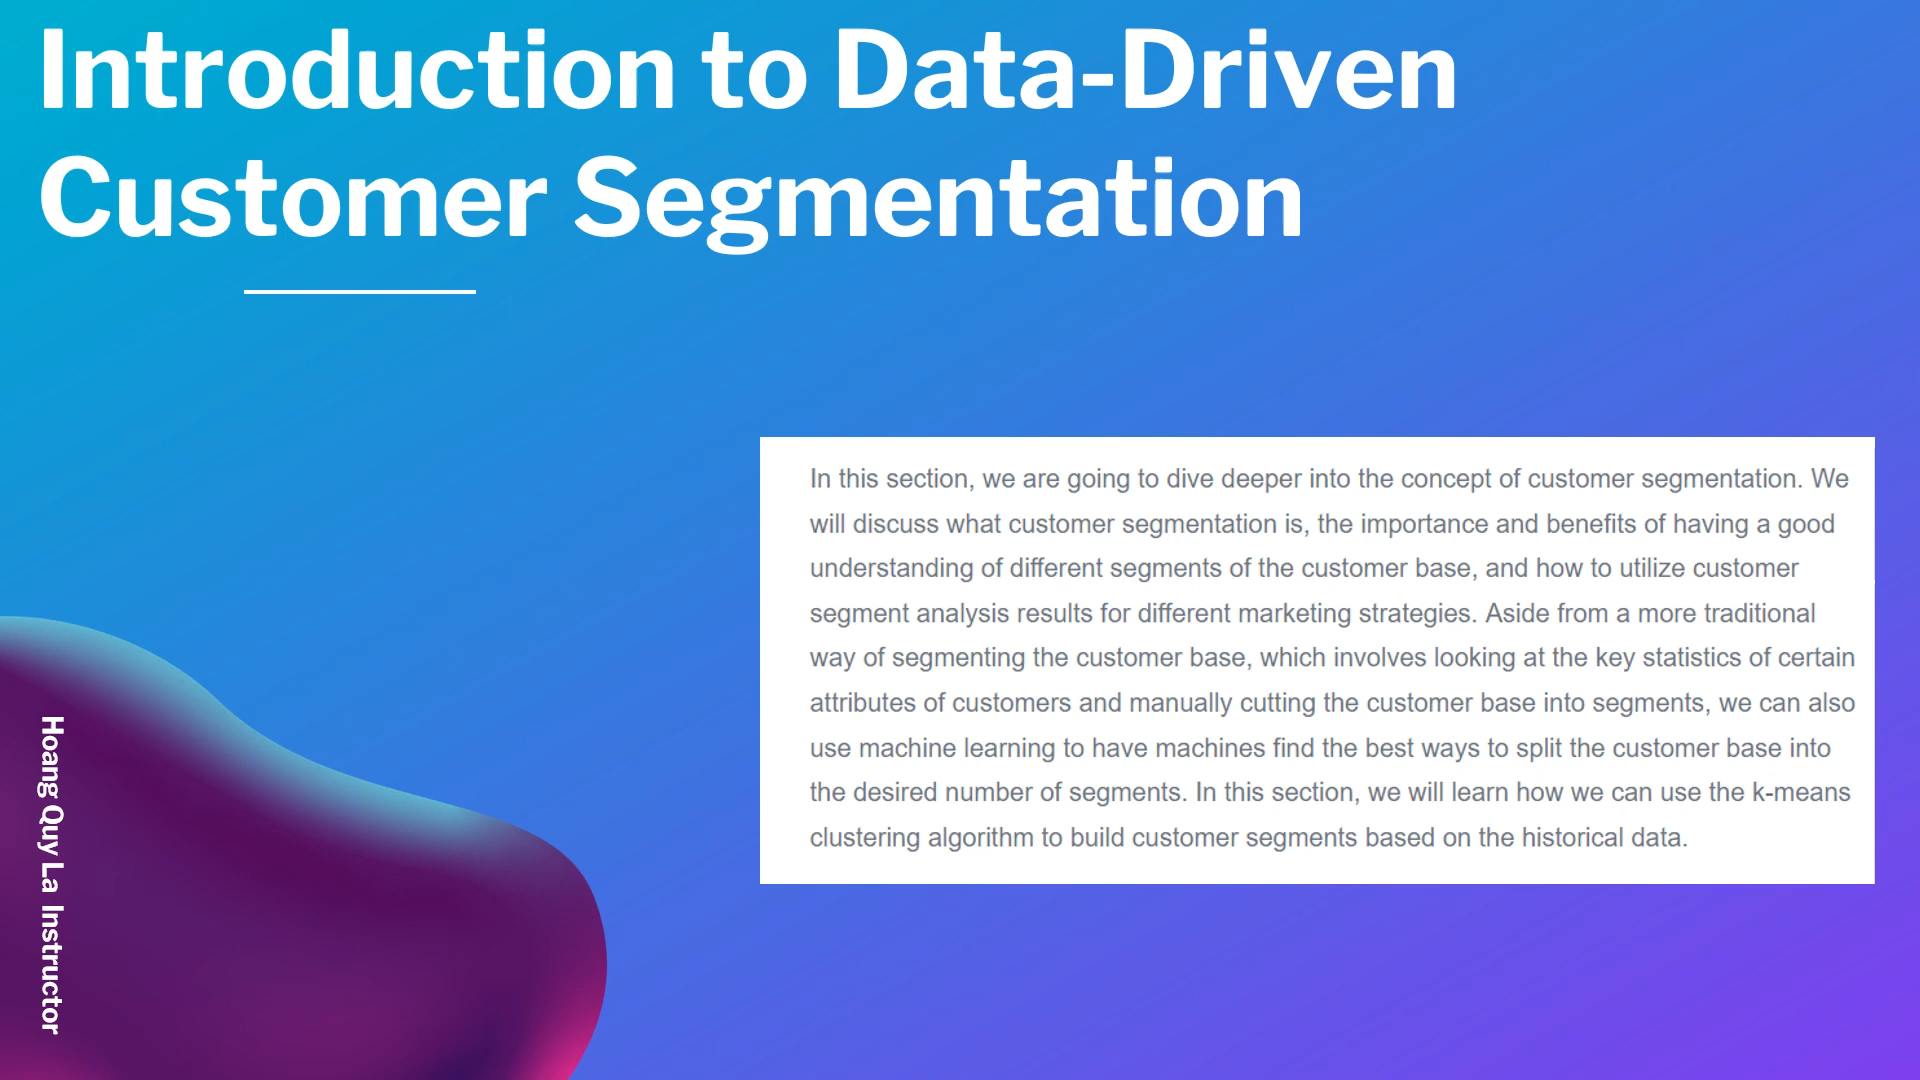 Introduction to Data-Driven
Customer Segmentation
In this section, we are going to dive deeper into the concept of customer segmentation. We
will discuss what customer segmentation is, the importance and benefits of having a good
understanding of different segments of the customer base, and how to utilize customer
segment analysis results for different marketing strategies. Aside from a more traditional
way of segmenting the customer base, which involves looking at the key statistics of certain
attributes of customers and manually cutting the customer base into segments, we can also
use machine learning to have machines find the best ways to split the customer base into
the desired number of segments. In this section, we will learn how we can use the k-means
clustering algorithm to build customer segments based on the historical data.
Hoang Quy La Instructor